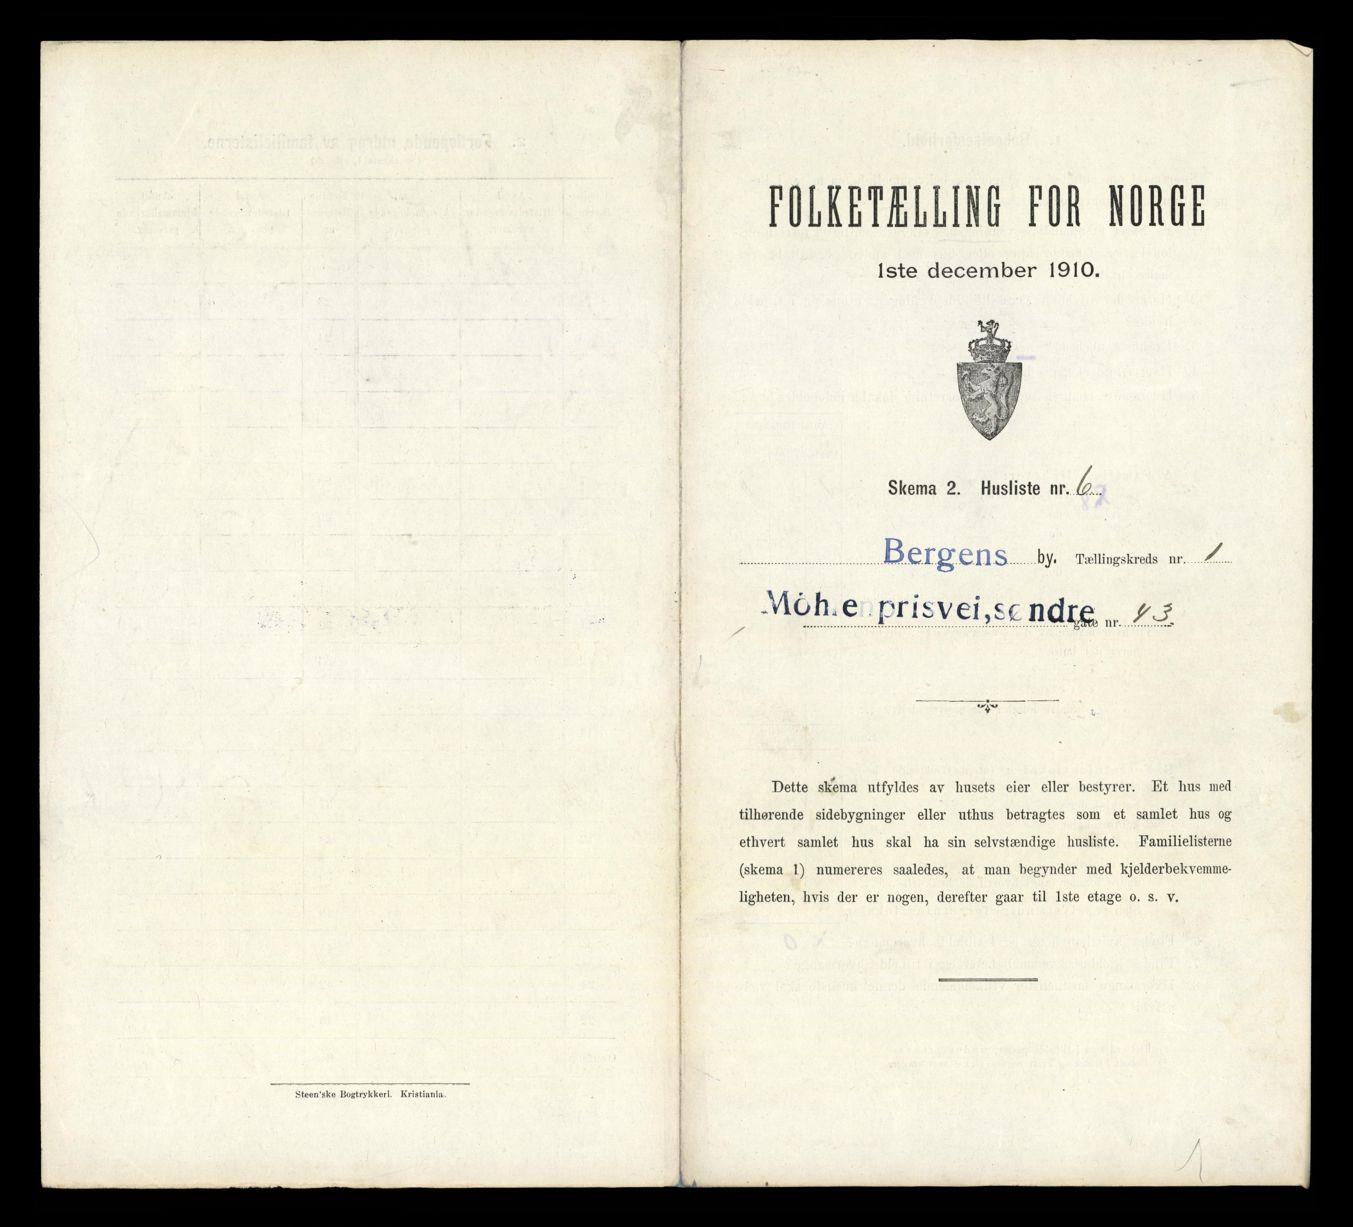 FOLKETÆLLING FOR NORGE
1ste december 1910.
Skema 2. Husliste nr. 6
Bergens by. Tællingskreds nr. 1
Møhlenprisvei, søndre gate nr. 43.
Dette skema utfyldes av husets eier eller bestyrer. Et hus med
tilhørende sidebygninger eller uthus betragtes som et samlet hus og
ethvert samlet hus skal ha sin selvstændige husliste. Familielisterne
(skema 1) numereres saaledes, at man begynder med kjelderbekvemme-
ligheten, hvis der er nogen, derefter gaar til 1ste etage o. s. v.
Steen'ske Bogtrykkeri. Kristiania.